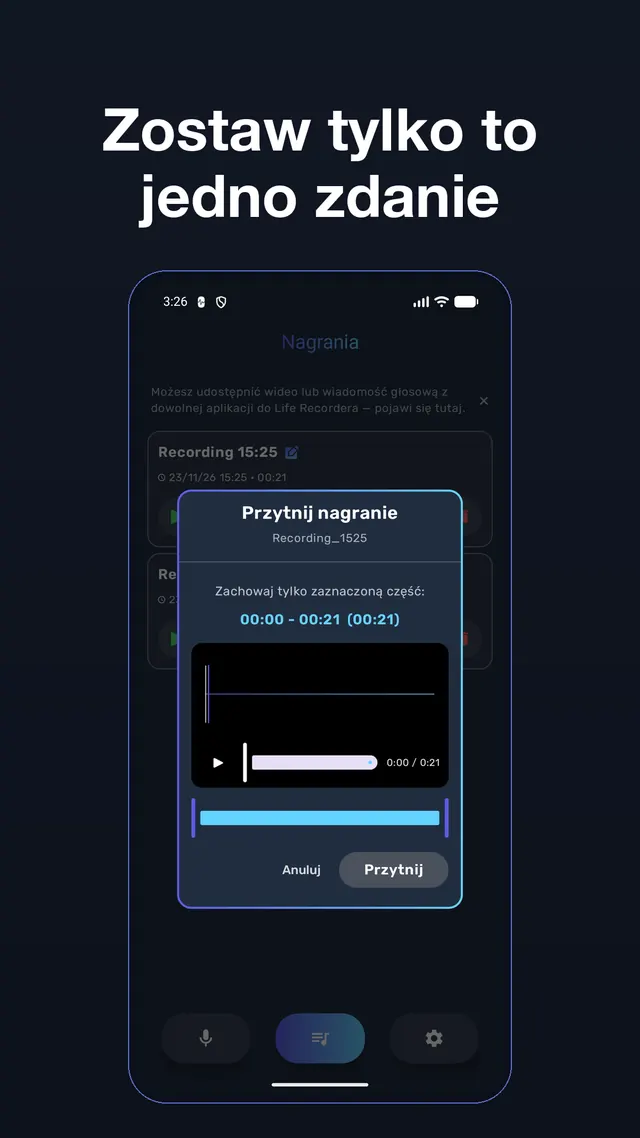 Zostaw tylko to
jedno zdanie
3:26
Nagrania
Możesz udostępnić wideo lub wiadomość głosową z
dowolnej aplikacji do Life Recordera — pojawi się tutaj.
Recording 15:25
23/11/26 15:25 • 00:21
Przytnij nagranie
Recording_1525
Re
2
Zachowaj tylko zaznaczoną część:
00:00 - 00:21 (00:21)
0:00 / 0:21
Anuluj
Przytnij